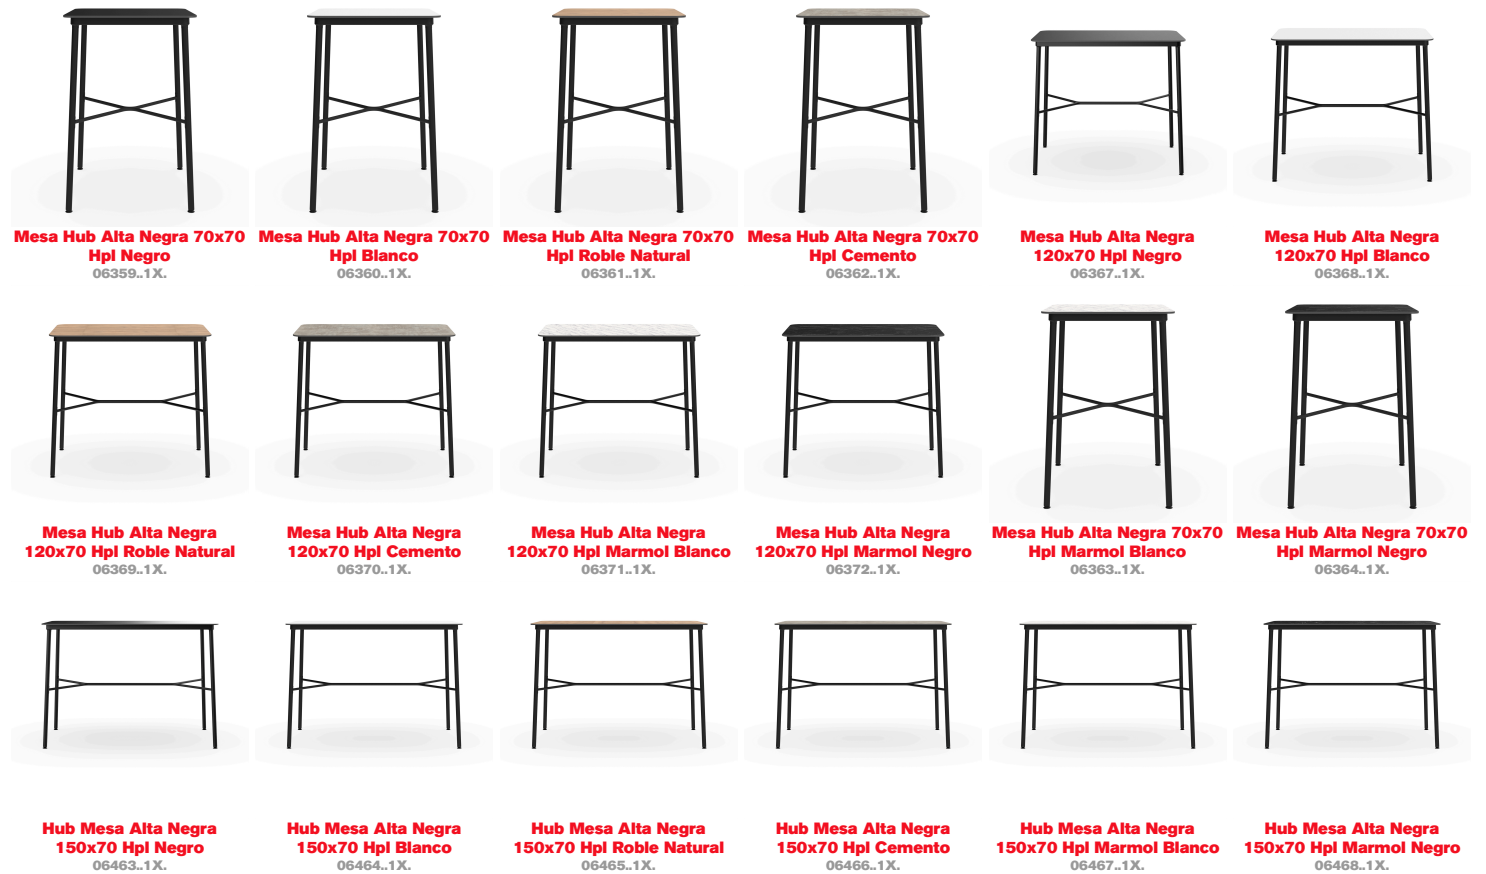 Mesa Hub Alta Negra 70x70
Hpl Negro
06359..1X.
Mesa Hub Alta Negra 70x70
Hpl Blanco
06360..1X.
Mesa Hub Alta Negra 70x70
Hpl Roble Natural
06361..1X.
Mesa Hub Alta Negra 70x70
Hpl Cemento
06362..1X.
Mesa Hub Alta Negra
120x70 Hpl Negro
06367..1X.
Mesa Hub Alta Negra
120x70 Hpl Blanco
06368..1X.
Mesa Hub Alta Negra
120x70 Hpl Roble Natural
06369..1X.
Mesa Hub Alta Negra
120x70 Hpl Cemento
06370..1X.
Mesa Hub Alta Negra
120x70 Hpl Marmol Blanco
06371..1X.
Mesa Hub Alta Negra
120x70 Hpl Marmol Negro
06372..1X.
Mesa Hub Alta Negra 70x70
Hpl Marmol Blanco
06363..1X.
Mesa Hub Alta Negra 70x70
Hpl Marmol Negro
06364..1X.
Hub Mesa Alta Negra
150x70 Hpl Negro
06463..1X.
Hub Mesa Alta Negra
150x70 Hpl Blanco
06464..1X.
Hub Mesa Alta Negra
150x70 Hpl Roble Natural
06465..1X.
Hub Mesa Alta Negra
150x70 Hpl Cemento
06466..1X.
Hub Mesa Alta Negra
150x70 Hpl Marmol Blanco
06467..1X.
Hub Mesa Alta Negra
150x70 Hpl Marmol Negro
06468..1X.